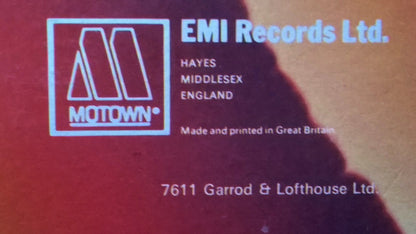 EMI Records Ltd.
HAYES
MIDDLESEX
ENGLAND
MOTOWN®
Made and printed in Great Britain
7611 Garrod & Lofthouse Ltd.